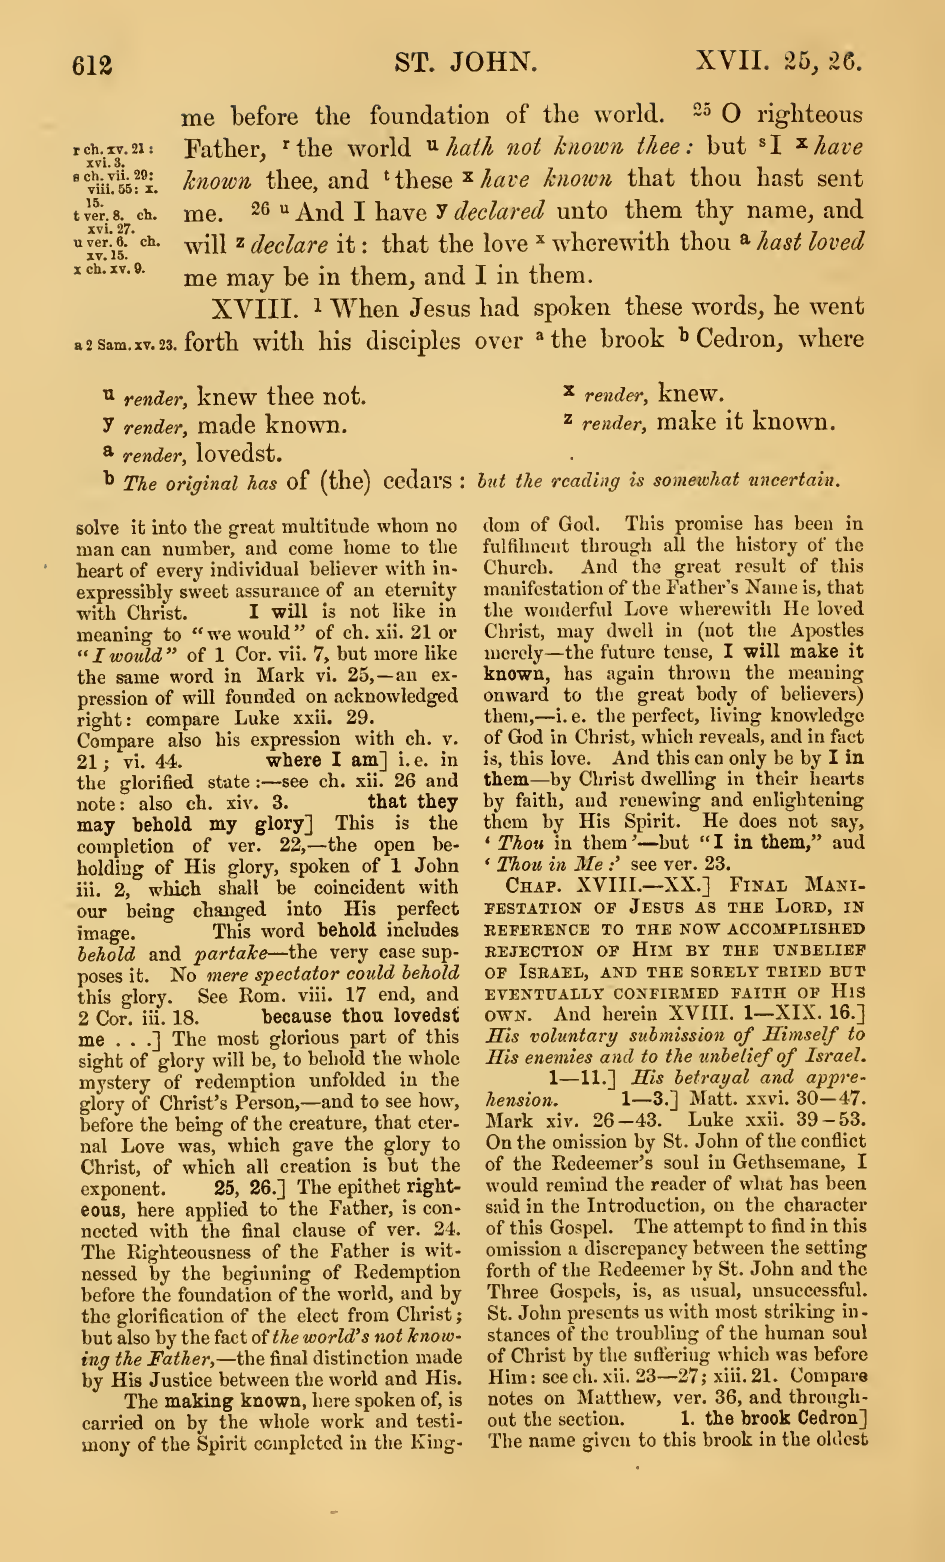 612 ST. JOHN. XVII. 25, 26.
me before the foundation of the world. 25 O righteous
Father, r the world u hath not known thee: but s I x have
known thee, and t these x have known that thou hast sent
me. 26 u And I have y declared unto them thy name, and
will z declare it: that the love x wherewith thou a hast loved
me may be in them, and I in them.
XVIII. 1 When Jesus had spoken these words, he went
forth with his disciples over a the brook b Cedron, where
r ch. xv. 21:
xvi. 3.
s ch. vii. 29:
viii. 55: x.
15.
t ver. 8. ch.
xvi. 27.
u ver. 6. ch.
xv. 15.
x ch. xv. 9.
a 2 Sam. xv. 23.
u render, knew thee not.
x render, knew.
y render, made known.
z render, make it known.
a render, lovedst.
b The original has of (the) cedars: but the reading is somewhat uncertain.
solve it into the great multitude whom no
man can number, and come home to the
heart of every individual believer with in-
expressibly sweet assurance of an eternity
with Christ. I will is not like in
meaning to “we would” of ch. xii. 21 or
“I would” of 1 Cor. vii. 7, but more like
the same word in Mark vi. 25,—an ex-
pression of will founded on acknowledged
right: compare Luke xxii. 29.
Compare also his expression with ch. v.
21; vi. 44. where I am] i. e. in
the glorified state:—see ch. xii. 26 and
note: also ch. xiv. 3. that they
may behold my glory] This is the
completion of ver. 22,—the open be-
holding of His glory, spoken of 1 John
iii. 2, which shall be coincident with
our being changed into His perfect
image. This word behold includes
behold and partake—the very case sup-
poses it. No mere spectator could behold
this glory. See Rom. viii. 17 end, and
2 Cor. iii. 18. because thou lovedst
me . . .] The most glorious part of this
sight of glory will be, to behold the whole
mystery of redemption unfolded in the
glory of Christ's Person,—and to see how,
before the being of the creature, that eter-
nal Love was, which gave the glory to
Christ, of which all creation is but the
exponent. 25, 26.] The epithet right-
eous, here applied to the Father, is con-
nected with the final clause of ver. 24.
The Righteousness of the Father is wit-
nessed by the beginning of Redemption
before the foundation of the world, and by
the glorification of the elect from Christ;
but also by the fact of the world's not know-
ing the Father,—the final distinction made
by His Justice between the world and His.
The making known, here spoken of, is
carried on by the whole work and testi-
mony of the Spirit completed in the King-
dom of God. This promise has been in
fulfilment through all the history of the
Church. And the great result of this
manifestation of the Father's Name is, that
the wonderful Love wherewith He loved
Christ, may dwell in (not the Apostles
merely—the future tense, I will make it
known, has again thrown the meaning
onward to the great body of believers)
them,—i. e. the perfect, living knowledge
of God in Christ, which reveals, and in fact
is, this love. And this can only be by I in
them—by Christ dwelling in their hearts
by faith, and renewing and enlightening
them by His Spirit. He does not say,
‘Thou in them’—but “I in them,” and
‘Thou in Me:’ see ver. 23.
CHAP. XVIII.—XX.] FINAL MANI-
FESTATION OF JESUS AS THE LORD, IN
REFERENCE TO THE NOW ACCOMPLISHED
REJECTION OF HIM BY THE UNBELIEF
OF ISRAEL, AND THE SORELY TRIED BUT
EVENTUALLY CONFIRMED FAITH OF HIS
OWN. And herein XVIII. 1—XIX. 16.]
His voluntary submission of Himself to
His enemies and to the unbelief of Israel.
1—11.] His betrayal and appre-
hension. 1—3.] Matt. xxvi. 30—47.
Mark xiv. 26—43. Luke xxii. 39—53.
On the omission by St. John of the conflict
of the Redeemer's soul in Gethsemane, I
would remind the reader of what has been
said in the Introduction, on the character
of this Gospel. The attempt to find in this
omission a discrepancy between the setting
forth of the Redeemer by St. John and the
Three Gospels, is, as usual, unsuccessful.
St. John presents us with most striking in-
stances of the troubling of the human soul
of Christ by the suffering which was before
Him: see ch. xii. 23—27; xiii. 21. Compare
notes on Matthew, ver. 36, and through-
out the section. 1. the brook Cedron]
The name given to this brook in the oldest